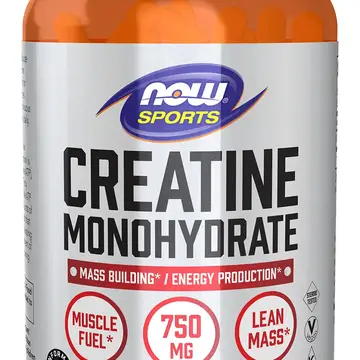 NOW
SPORTS
CREATINE
MONOHYDRATE
MASS BUILDING* / ENERGY PRODUCTION*
MUSCLE
FUEL*
750
MG
LEAN
MASS*